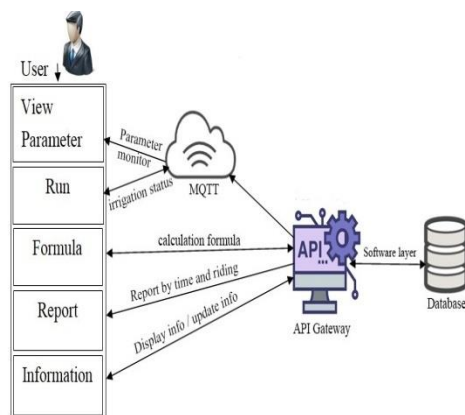 User
View
Parameter
Run
Formula
Report
Information
Parameter
monitor
irrigation status
MQTT
calculation formula
Report by time and riding
Display info / update info
API
...
API Gateway
Software layer
Database